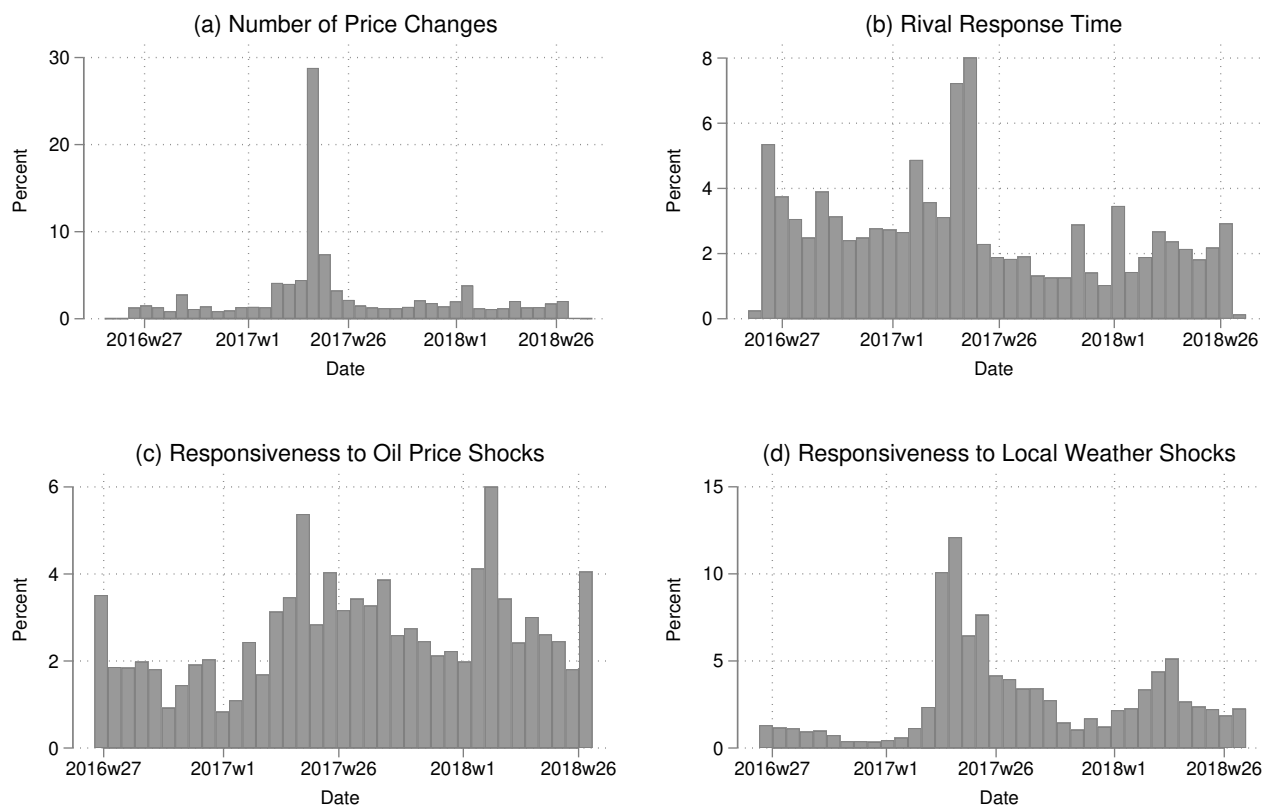 (a) Number of Price Changes
Percent
30
20
10
0
2016w27 2017w1 2017w26 2018w1 2018w26
Date
(b) Rival Response Time
Percent
8
6
4
2
0
2016w27 2017w1 2017w26 2018w1 2018w26
Date
(c) Responsiveness to Oil Price Shocks
Percent
6
4
2
0
2016w27 2017w1 2017w26 2018w1 2018w26
Date
(d) Responsiveness to Local Weather Shocks
Percent
15
10
5
0
2016w27 2017w1 2017w26 2018w1 2018w26
Date